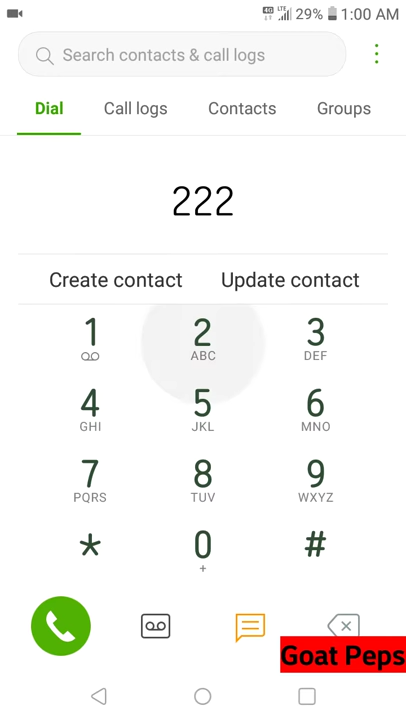 4G LTE 29% 1:00 AM
Search contacts & call logs
Dial Call logs Contacts Groups
222
Create contact Update contact
1 2 3
ABC DEF
4 5 6
GHI JKL MNO
7 8 9
PQRS TUV WXYZ
* 0 #
+
Goat Peps